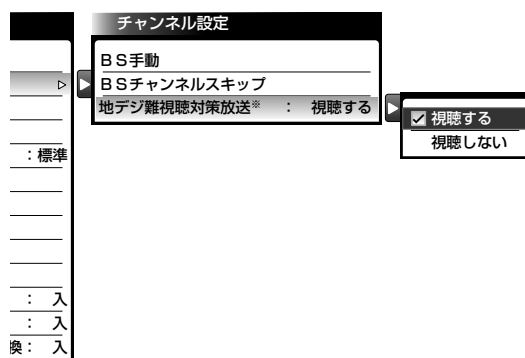 チャンネル設定
BS手動
BSチャンネルスキップ
地デジ難視聴対策放送※ : 視聴する
視聴する
視聴しない
:標準
: 入
: 入
換: 入